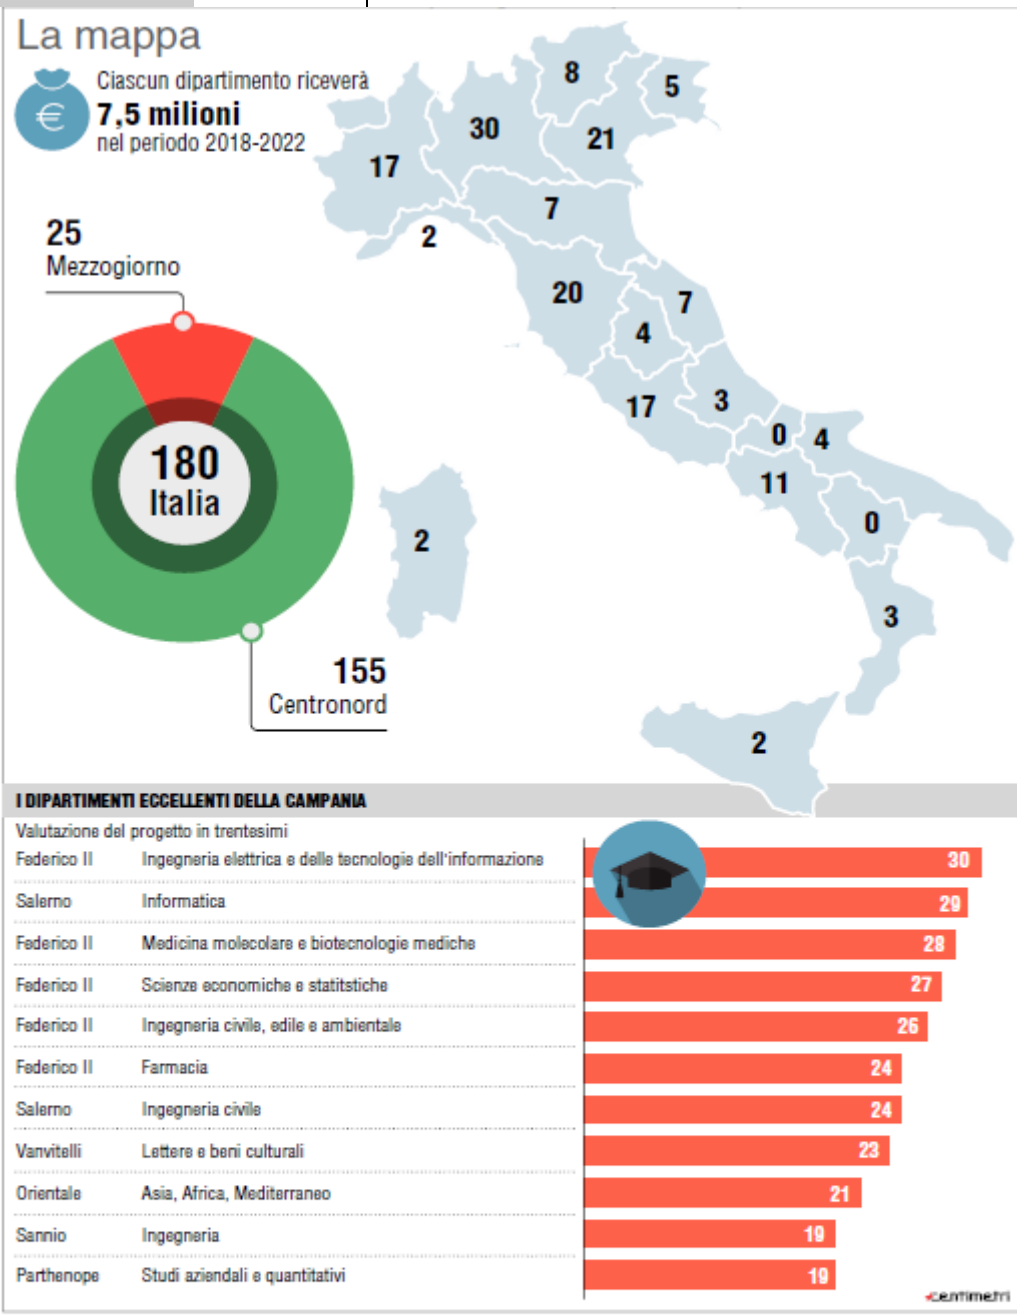 La mappa
Ciascun dipartimento riceverà
7,5 milioni
nel periodo 2018-2022
€
8
5
30
21
17
7
2
25
Mezzogiorno
20
7
4
3
17
0
4
11
180
Italia
0
2
3
155
Centronord
2
I DIPARTIMENTI ECCELLENTI DELLA CAMPANIA
Valutazione del progetto in trentesimi
Federico II Ingegneria elettrica e delle tecnologie dell'informazione 30
Salerno Informatica 29
Federico II Medicina molecolare e biotecnologie mediche 28
Federico II Scienze economiche e statitstiche 27
Federico II Ingegneria civile, edile e ambientale 26
Federico II Farmacia 24
Salerno Ingegneria civile 24
Vanvitelli Lettere e beni culturali 23
Orientale Asia, Africa, Mediterraneo 21
Sannio Ingegneria 19
Parthenope Studi aziendali e quantitativi 19
centimetri